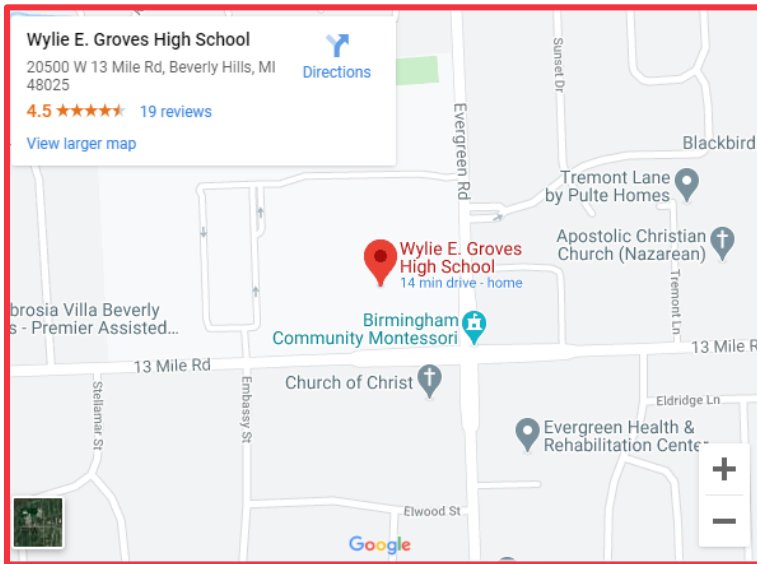 Wylie E. Groves High School
20500 W 13 Mile Rd, Beverly Hills, MI
48025
4.5
19 reviews
View larger map
Directions
Sunset Dr
Evergreen Rd
Blackbird
Tremont Lane
by Pulte Homes
Apostolic Christian
Church (Nazarean)
Tremont Ln
Wylie E. Groves
High School
14 min drive - home
brosia Villa Beverly
s - Premier Assisted...
Birmingham
Community Montessori
13 Mile Rd
13 Mile R
Church of Christ
Stellamar St
Embassy St
Eldridge Ln
Evergreen Health &
Rehabilitation Center
Elwood St
Google